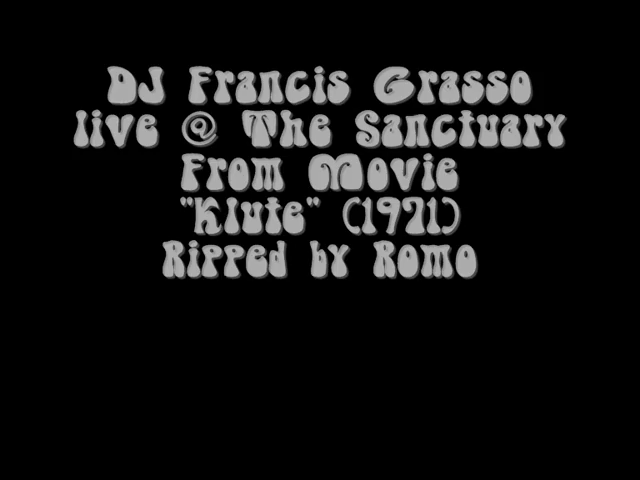 DJ Francis Grasso
live @ The Sanctuary
From Movie
"Klute" (1971)
Ripped by Romo